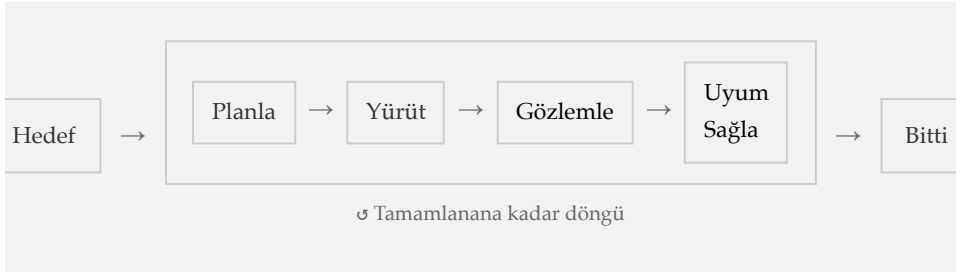 Hedef
→
Planla
→
Yürüt
→
Gözlemle
→
Uyum
Sağla
→
Bitti
↺ Tamamlanana kadar döngü